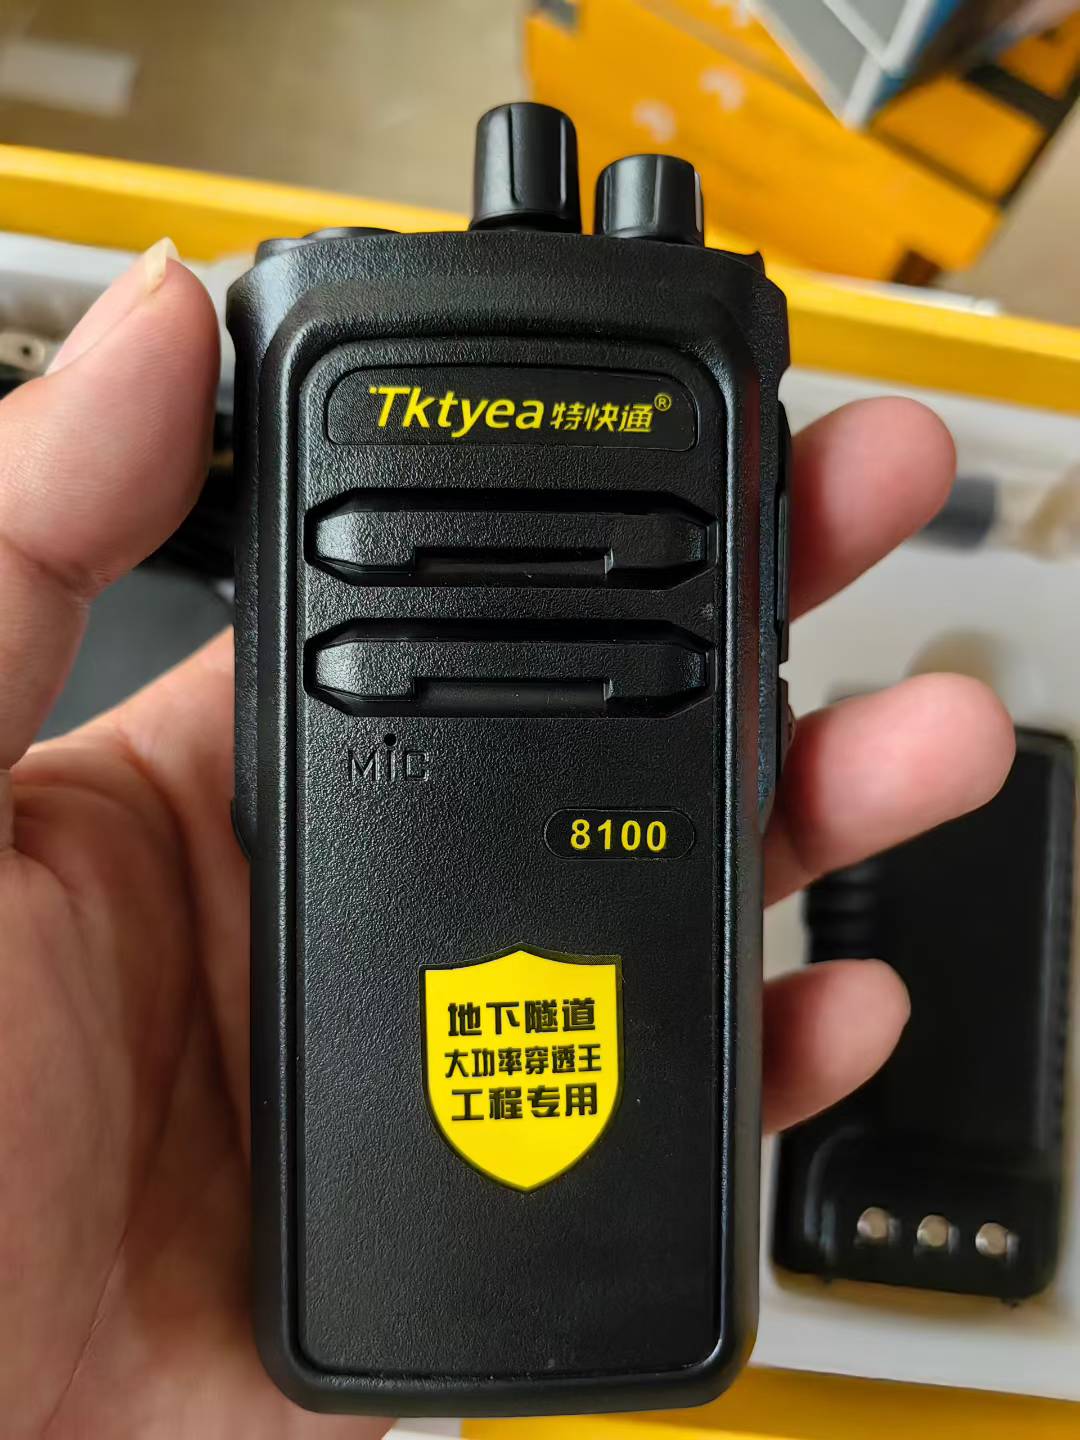 Tktyea特快通®
MIC
8100
地下隧道
大功率穿透王
工程专用